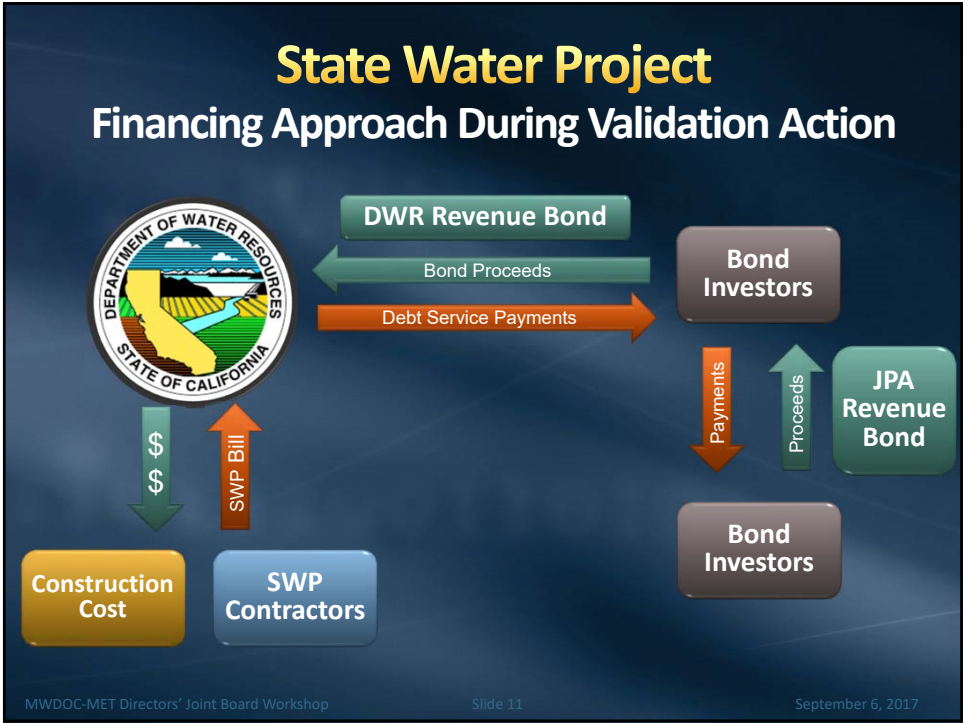 State Water Project
Financing Approach During Validation Action
DEPARTMENT OF WATER RESOURCES
STATE OF CALIFORNIA
DWR Revenue Bond
Bond Proceeds
Debt Service Payments
Bond
Investors
Payments
Proceeds
JPA
Revenue
Bond
$
$
SWP Bill
Construction
Cost
SWP
Contractors
Bond
Investors
MWDOC-MET Directors' Joint Board Workshop
Slide 11
September 6, 2017